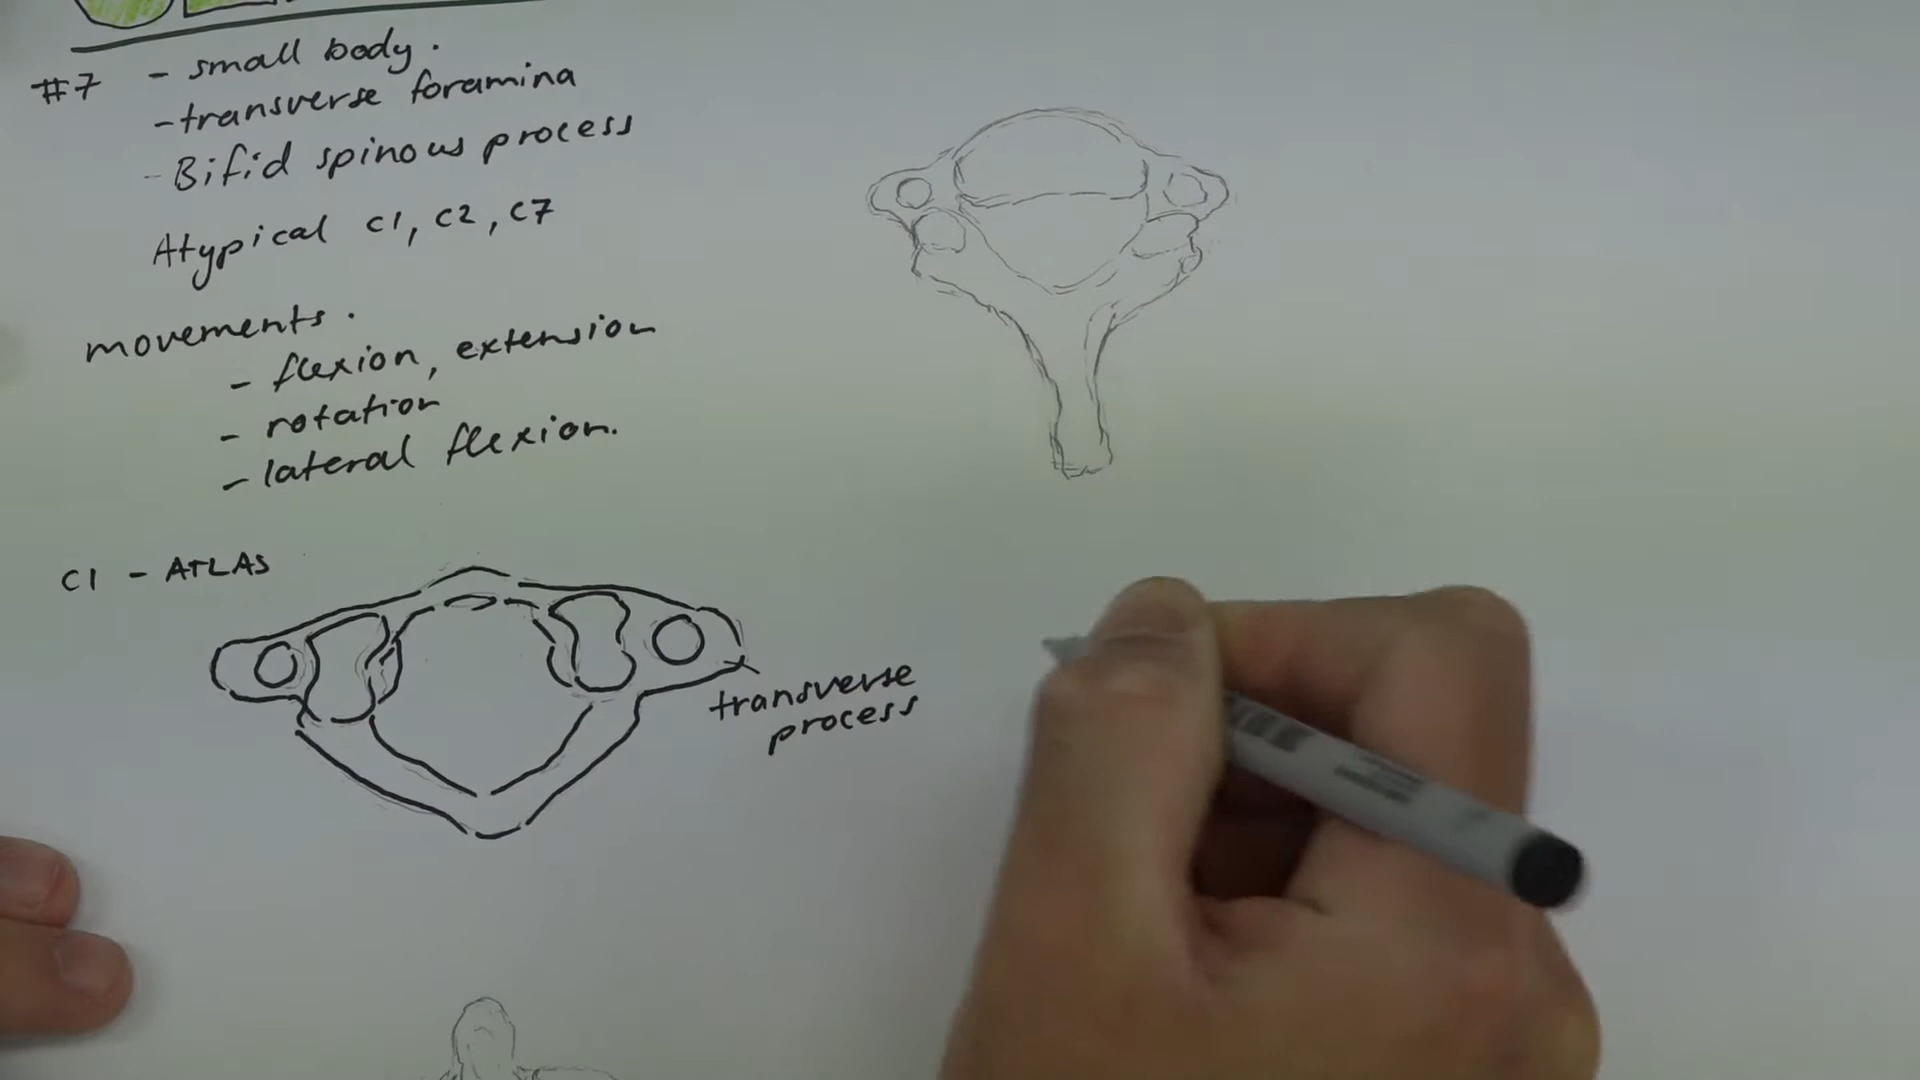 #7 - small body.
- transverse foramina
- Bifid spinous process
Atypical C1, C2, C7
movements.
- flexion, extension
- rotation
- lateral flexion.
C1 - ATLAS
transverse
process